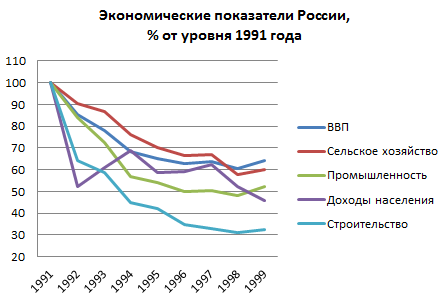 Экономические показатели России,
% от уровня 1991 года
110
100
90
80
70
60
50
40
30
20
1991
1992
1993
1994
1995
1996
1997
1998
1999
ВВП
Сельское хозяйство
Промышленность
Доходы населения
Строительство